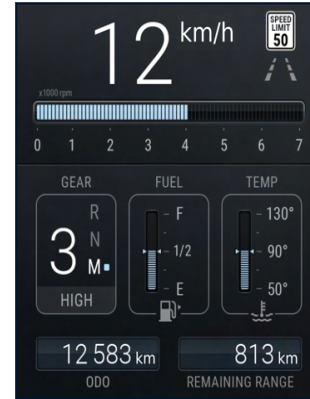 12 km/h
SPEED
LIMIT
50
x1000 rpm
0 1 2 3 4 5 6 7
GEAR FUEL TEMP
R
3 N
M
HIGH
F
1/2
E
130°
90°
50°
12 583 km 813 km
ODO REMAINING RANGE